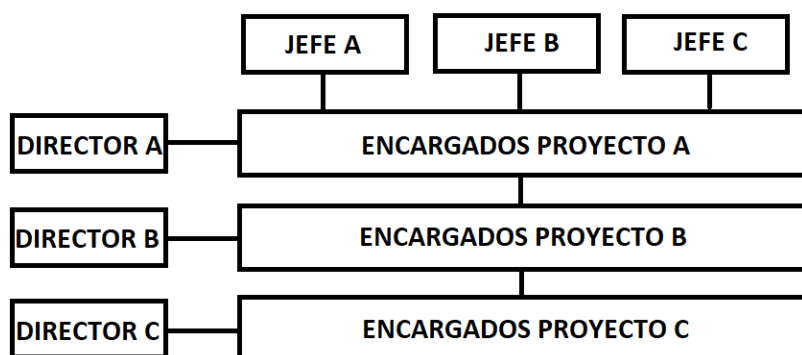 JEFE A
JEFE B
JEFE C
DIRECTOR A
ENCARGADOS PROYECTO A
DIRECTOR B
ENCARGADOS PROYECTO B
DIRECTOR C
ENCARGADOS PROYECTO C